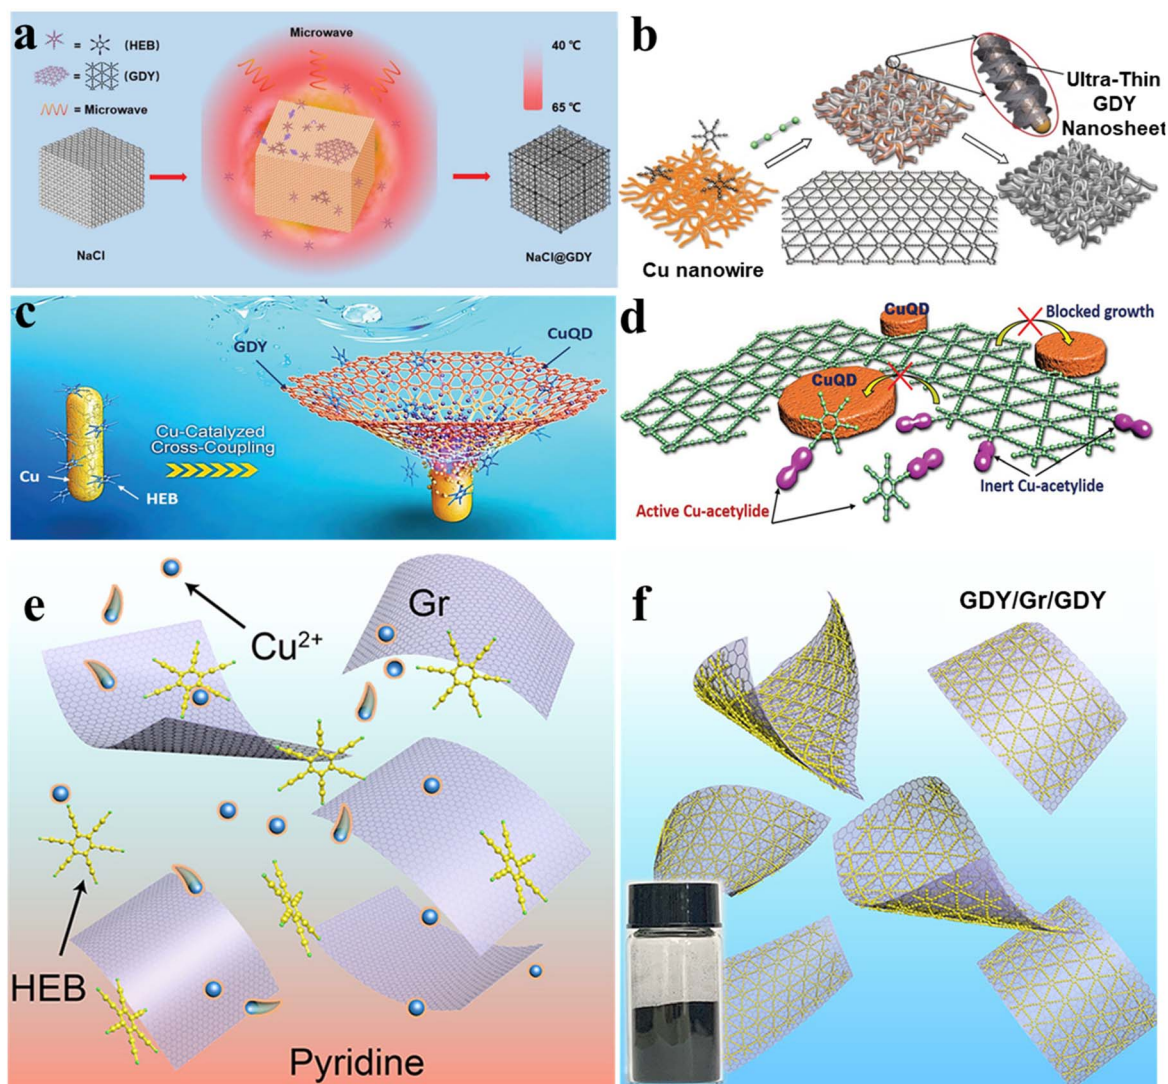 a
= (HEB)
= (GDY)
= Microwave
Microwave
40 ℃
65 ℃
NaCl
NaCl@GDY
b
Ultra-Thin
GDY
Nanosheet
Cu nanowire
c
GDY
CuQD
Cu-Catalyzed
Cross-Coupling
Cu
HEB
d
CuQD
Blocked growth
CuQD
Inert Cu-acetylide
Active Cu-acetylide
e
Cu2+
Gr
HEB
Pyridine
f
GDY/Gr/GDY